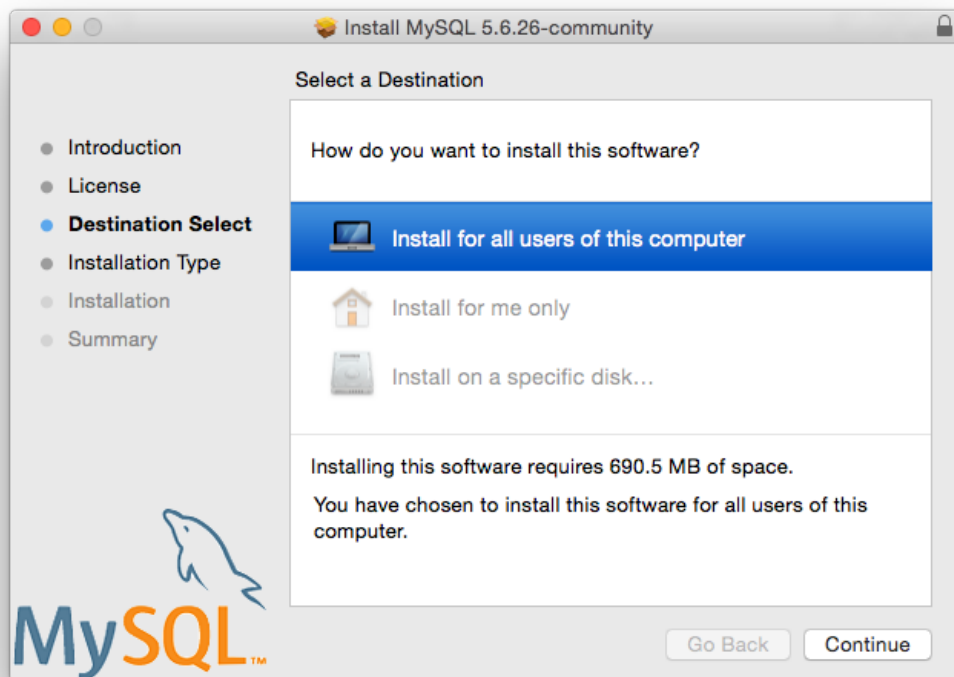 Install MySQL 5.6.26-community
Select a Destination
Introduction
License
Destination Select
Installation Type
Installation
Summary
How do you want to install this software?
Install for all users of this computer
Install for me only
Install on a specific disk...
Installing this software requires 690.5 MB of space.
You have chosen to install this software for all users of this
computer.
MySQL™
Go Back
Continue